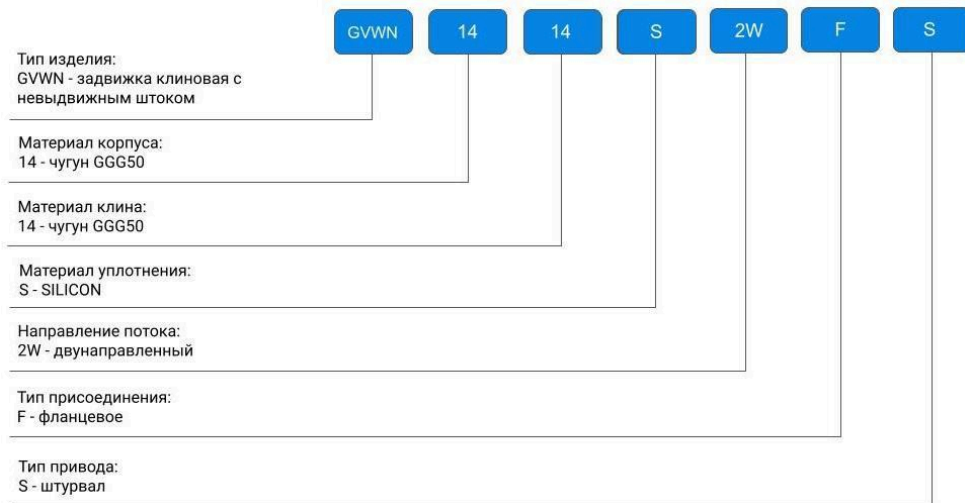 GVWN 14 14 S 2W F S
Тип изделия:
GVWN - задвижка клиновая с
невыдвижным штоком
Материал корпуса:
14 - чугун GGG50
Материал клина:
14 - чугун GGG50
Материал уплотнения:
S - SILICON
Направление потока:
2W - двунаправленный
Тип присоединения:
F - фланцевое
Тип привода:
S - штурвал